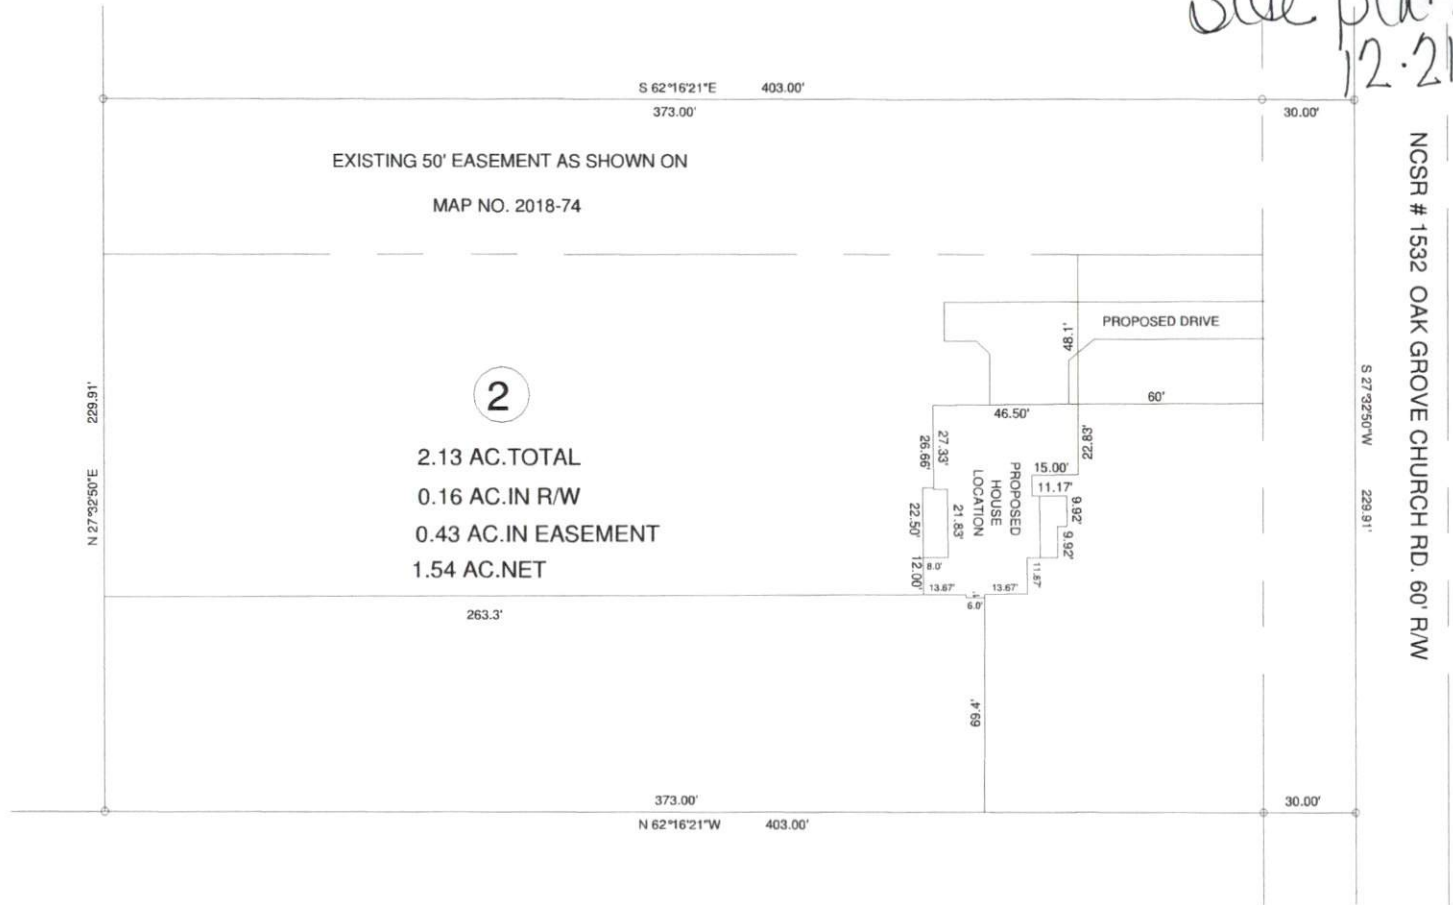 12.21
S 62°16'21"E 403.00'
373.00'
30.00'
EXISTING 50' EASEMENT AS SHOWN ON
MAP NO. 2018-74
NCSR # 1532 OAK GROVE CHURCH RD. 60' R/W
PROPOSED DRIVE
48.1'
60'
46.50'
N 27°32'50"E 229.91'
S 27°32'50"W 229.91'
2
2.13 AC.TOTAL
0.16 AC.IN R/W
0.43 AC.IN EASEMENT
1.54 AC.NET
27.33'
26.66'
22.83'
15.00'
11.17'
9.92'
9.92'
PROPOSED
HOUSE
LOCATION
21.83'
22.50'
12.00'
8.0'
11.67'
13.67'
13.67'
6.0'
263.3'
69.4'
373.00'
30.00'
N 62°16'21"W 403.00'